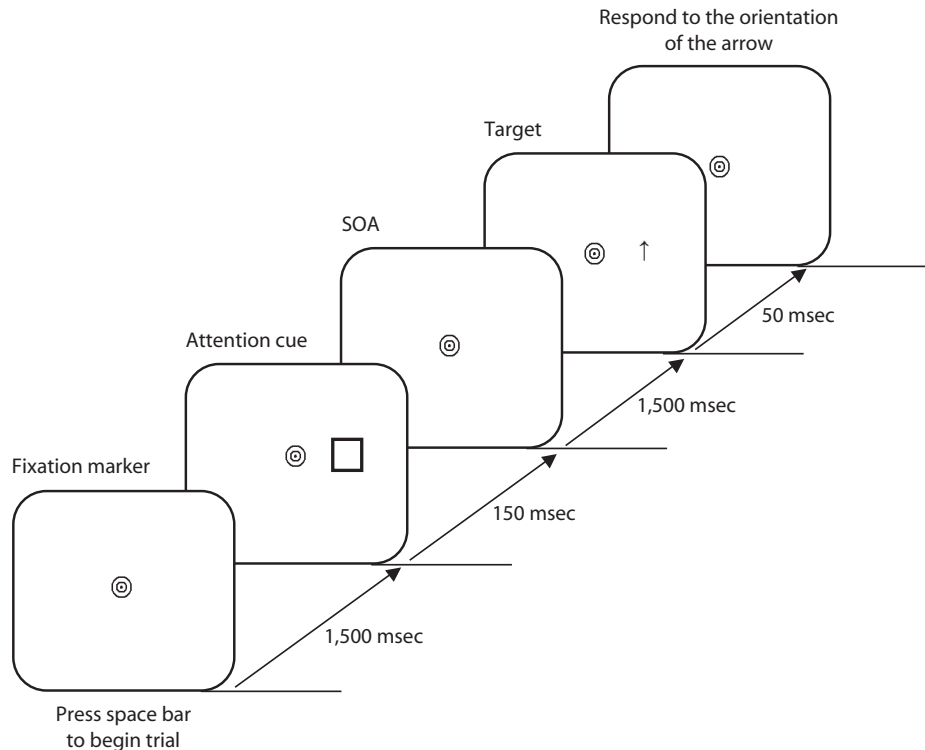 Respond to the orientation
of the arrow
Target
SOA
50 msec
Attention cue
1,500 msec
Fixation marker
150 msec
1,500 msec
Press space bar
to begin trial